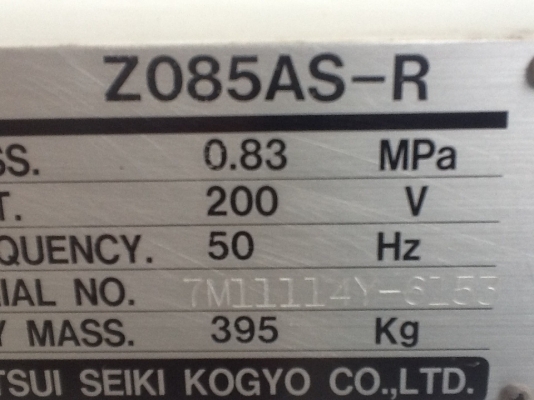 Z085AS-R
SS. 0.83 MPa
T. 200 V
QUENCY. 50 Hz
IAL NO. 7M11114Y-6153
Y MASS. 395 Kg
TSUI SEIKI KOGYO CO.,LTD.